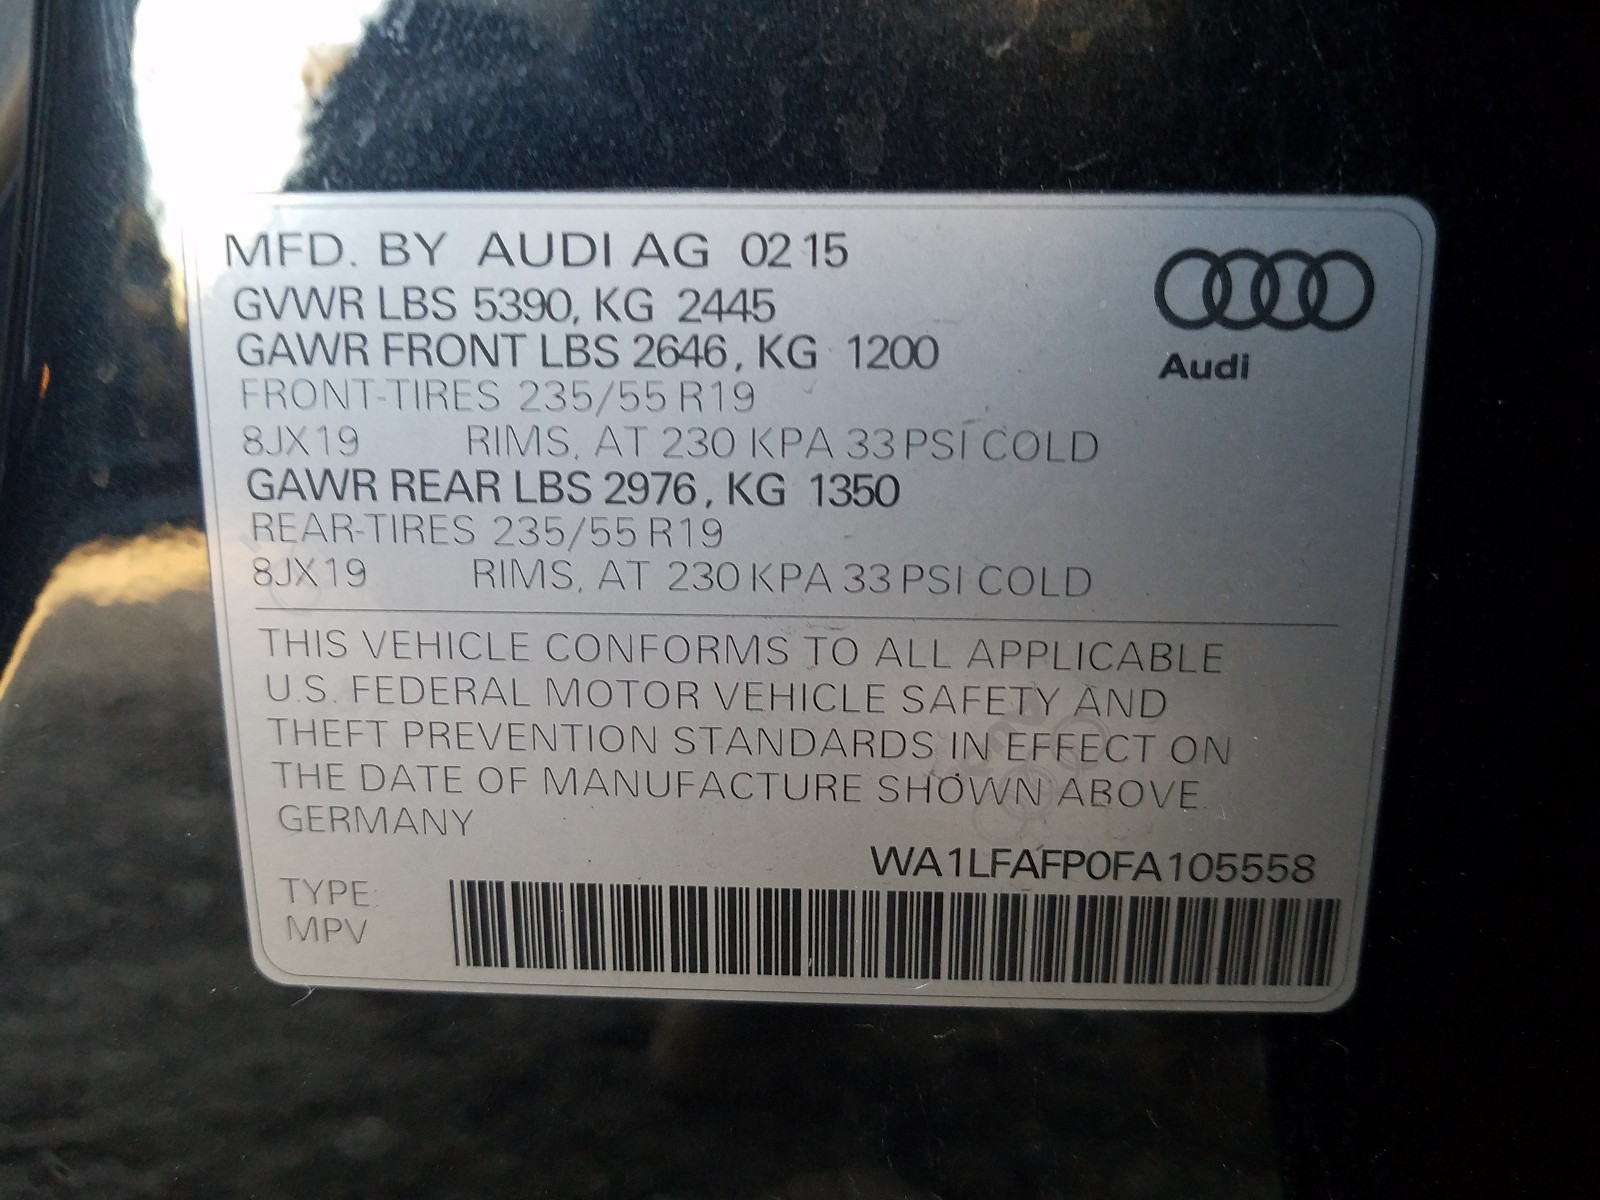 MFD. BY AUDI AG 02 15
GVWR LBS 5390, KG 2445
GAWR FRONT LBS 2646, KG 1200
FRONT-TIRES 235/55 R19
8JX19 RIMS, AT 230 KPA 33 PSI COLD
GAWR REAR LBS 2976, KG 1350
REAR-TIRES 235/55 R19
8JX19 RIMS, AT 230 KPA 33 PSI COLD
Audi
THIS VEHICLE CONFORMS TO ALL APPLICABLE
U.S. FEDERAL MOTOR VEHICLE SAFETY AND
THEFT PREVENTION STANDARDS IN EFFECT ON
THE DATE OF MANUFACTURE SHOWN ABOVE.
GERMANY
WA1LFAFP0FA105558
TYPE:
MPV